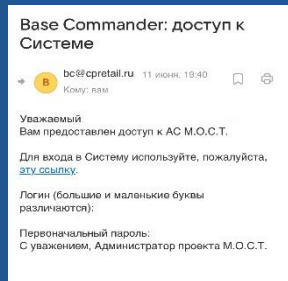 Base Commander: доступ к
Системе
В
bc@cpretail.ru 11 июня, 19:40
Кому: вам
Уважаемый
Вам предоставлен доступ к АС М.О.С.Т.
Для входа в Систему используйте, пожалуйста,
эту ссылку.
Логин (большие и маленькие буквы
различаются):
Первоначальный пароль:
С уважением, Администратор проекта М.О.С.Т.